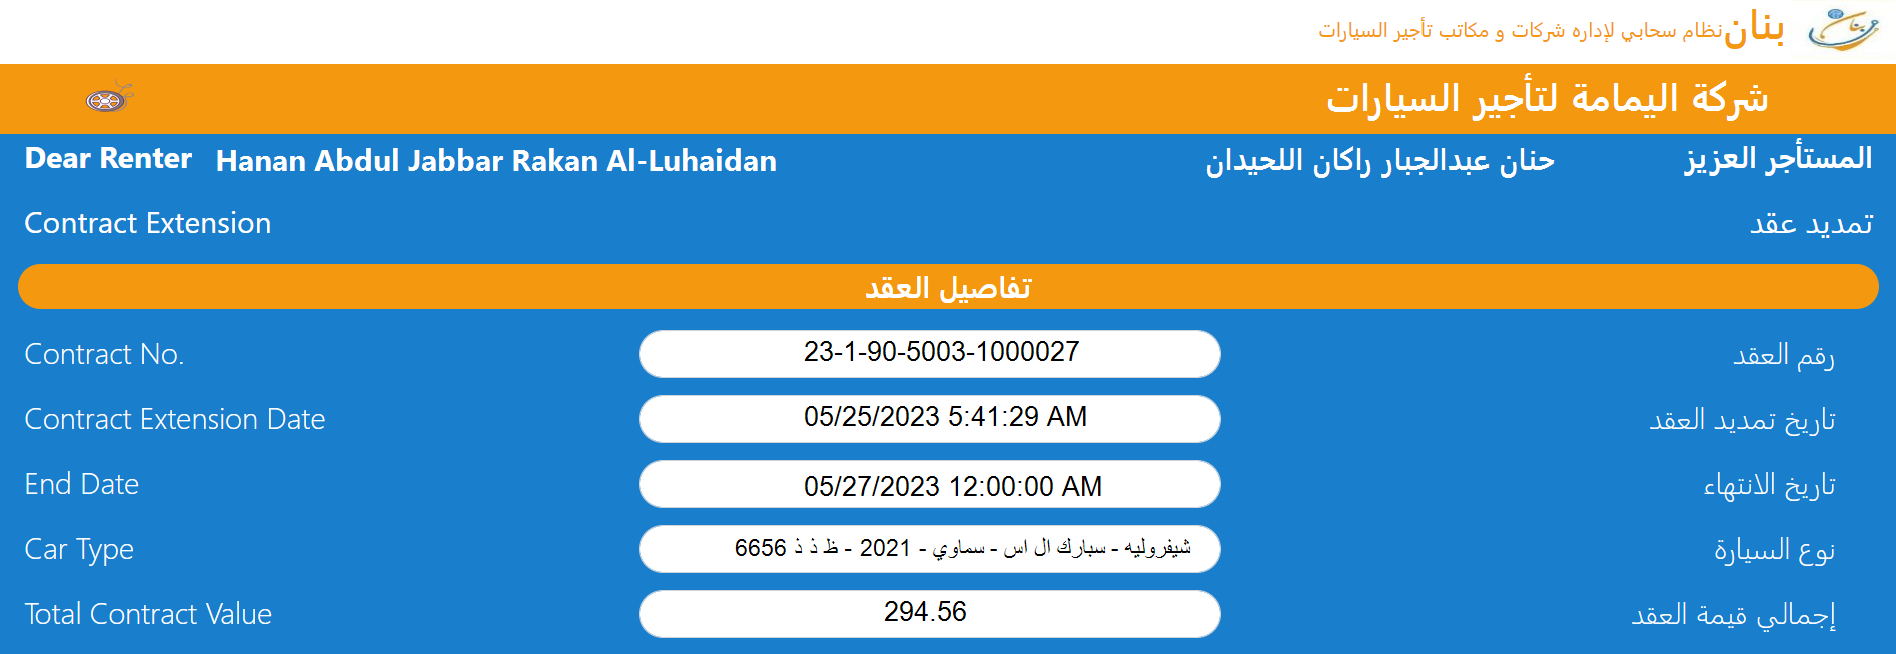 بنان نظام سحابي لإداره شركات و مكاتب تأجير السيارات
شركة اليمامة لتأجير السيارات
Dear Renter Hanan Abdul Jabbar Rakan Al-Luhaidan حنان عبدالجبار راكان اللحيدان المستأجر العزيز
Contract Extension تمديد عقد
تفاصيل العقد
Contract No. 23-1-90-5003-1000027 رقم العقد
Contract Extension Date 05/25/2023 5:41:29 AM تاريخ تمديد العقد
End Date 05/27/2023 12:00:00 AM تاريخ الانتهاء
Car Type شيفروليه - سبارك ال اس - سماوي - 2021 - ظ ذ ذ 6656 نوع السيارة
Total Contract Value 294.56 إجمالي قيمة العقد